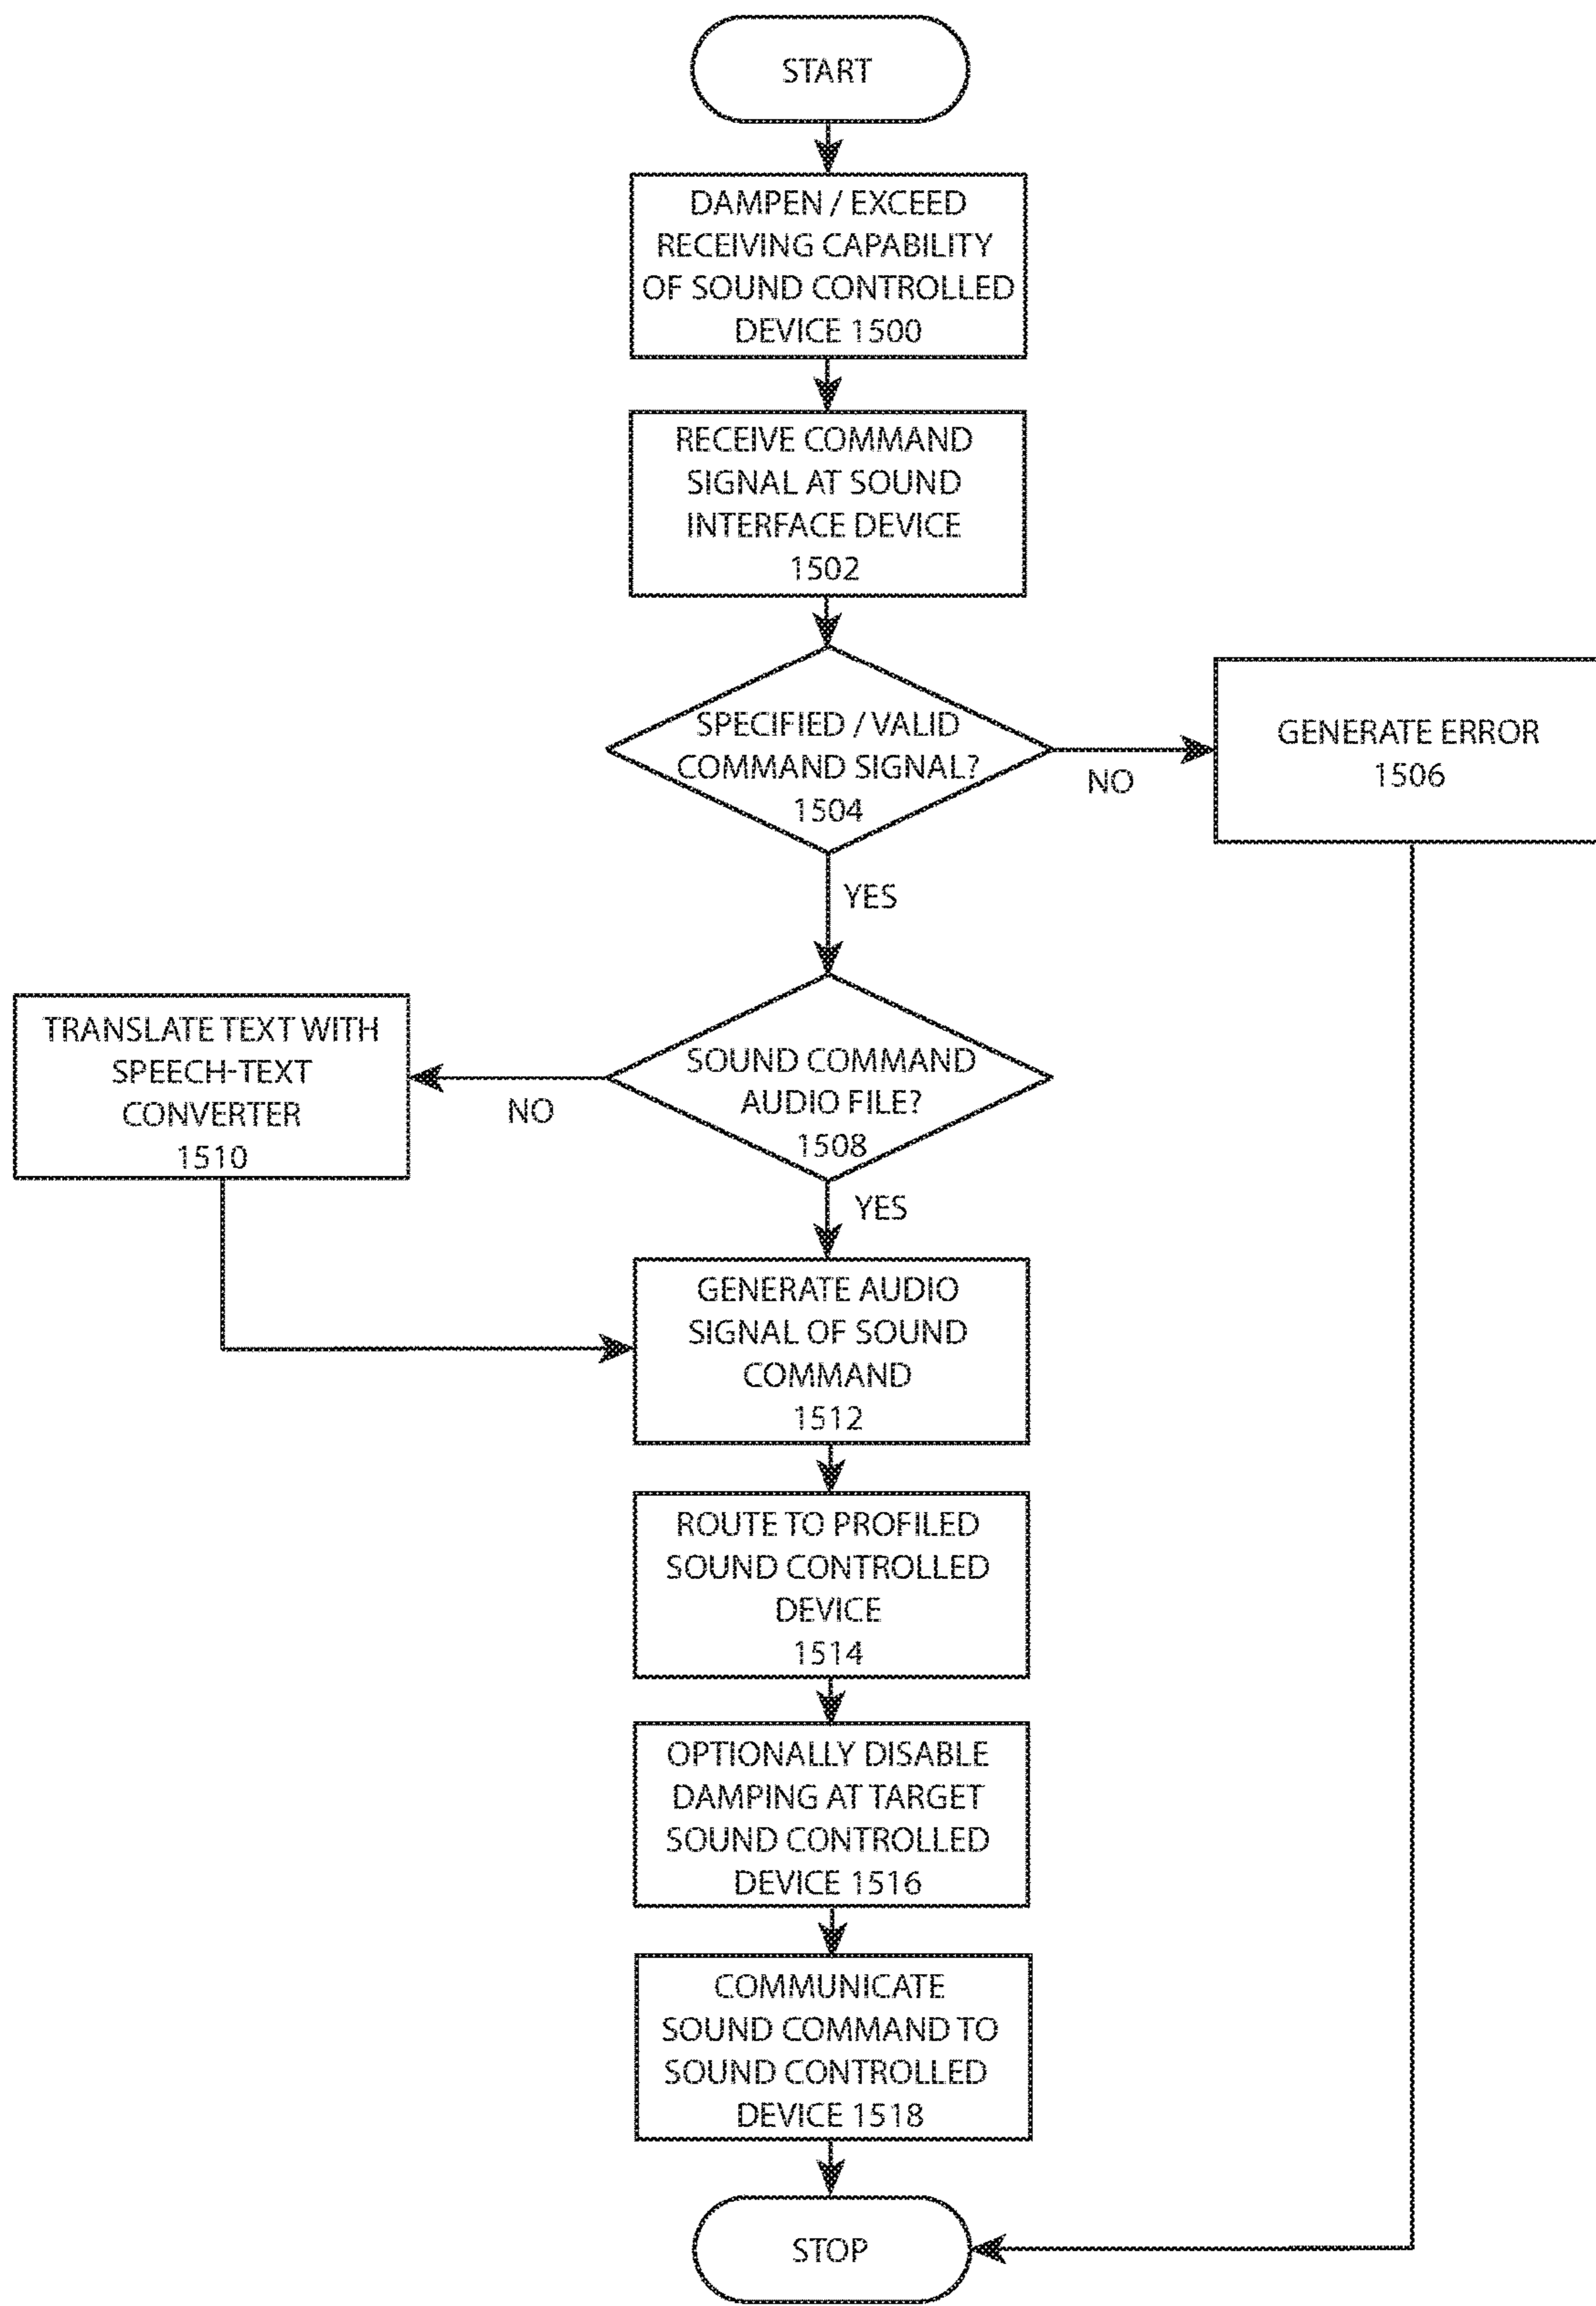 START
DAMPEN / EXCEED
RECEIVING CAPABILITY
OF SOUND CONTROLLED
DEVICE 1500
RECEIVE COMMAND
SIGNAL AT SOUND
INTERFACE DEVICE
1502
SPECIFIED / VALID
COMMAND SIGNAL?
1504
NO
GENERATE ERROR
1506
YES
SOUND COMMAND
AUDIO FILE?
1508
NO
TRANSLATE TEXT WITH
SPEECH-TEXT
CONVERTER
1510
YES
GENERATE AUDIO
SIGNAL OF SOUND
COMMAND
1512
ROUTE TO PROFILED
SOUND CONTROLLED
DEVICE
1514
OPTIONALLY DISABLE
DAMPING AT TARGET
SOUND CONTROLLED
DEVICE 1516
COMMUNICATE
SOUND COMMAND TO
SOUND CONTROLLED
DEVICE 1518
STOP